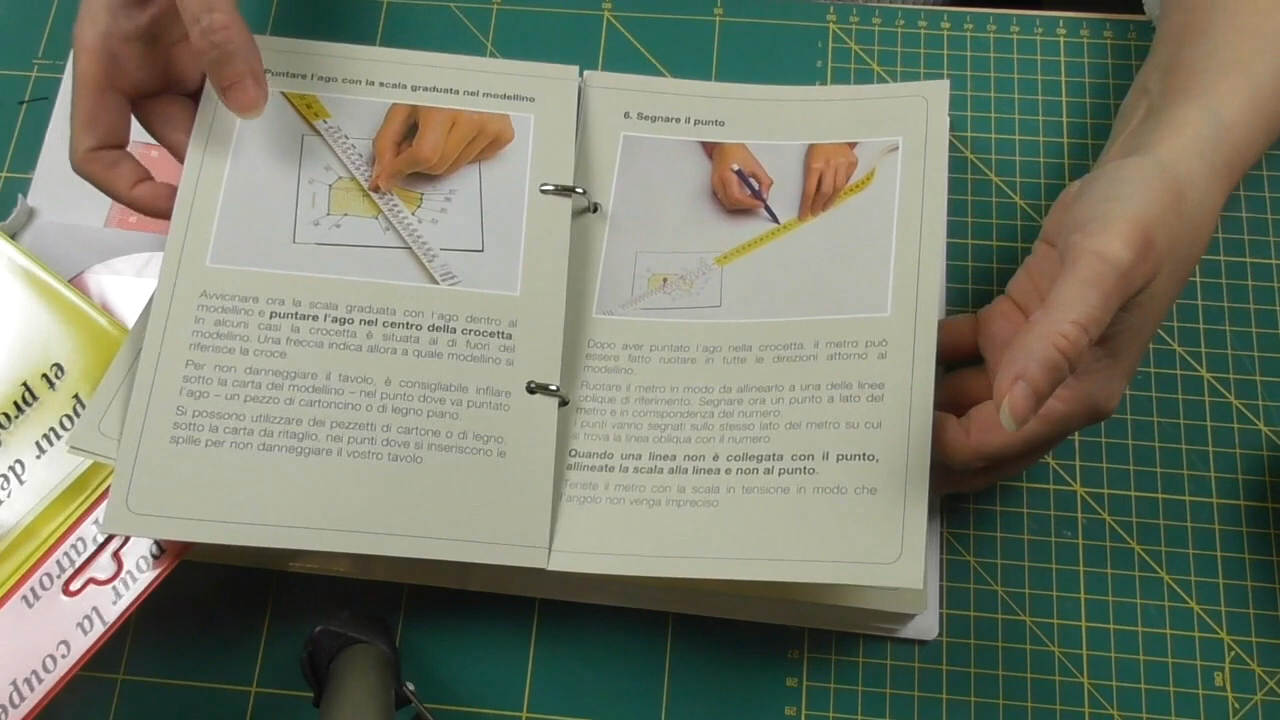 Puntare l'ago con la scala graduata nel modellino
Avvicinare ora la scala graduata con l'ago dentro al
modellino e puntare l'ago nel centro della crocetta.
In alcuni casi la crocetta è situata al di fuori del
modellino. Una freccia indica allora a quale modellino si
riferisce la croce.
Per non danneggiare il tavolo, è consigliabile infilare
sotto la carta del modellino – nel punto dove va puntato
l'ago – un pezzo di cartoncino o di legno piano.
Si possono utilizzare dei pezzetti di cartone o di legno,
sotto la carta da ritaglio, nei punti dove si inseriscono le
spille per non danneggiare il vostro tavolo.
6. Segnare il punto
Dopo aver puntato l'ago nella crocetta, il metro può
essere fatto ruotare in tutte le direzioni attorno al
modellino.
Ruotare il metro in modo da allinearlo a una delle linee
oblique di riferimento. Segnare ora un punto a lato del
metro e in corrispondenza del numero.
I punti vanno segnati sullo stesso lato del metro su cui
si trova la linea obliqua con il numero.
Quando una linea non è collegata con il punto,
allineate la scala alla linea e non al punto.
Tenete il metro con la scala in tensione in modo che
l'angolo non venga impreciso
et
pour
pour la coupe
Patron
27
28
29